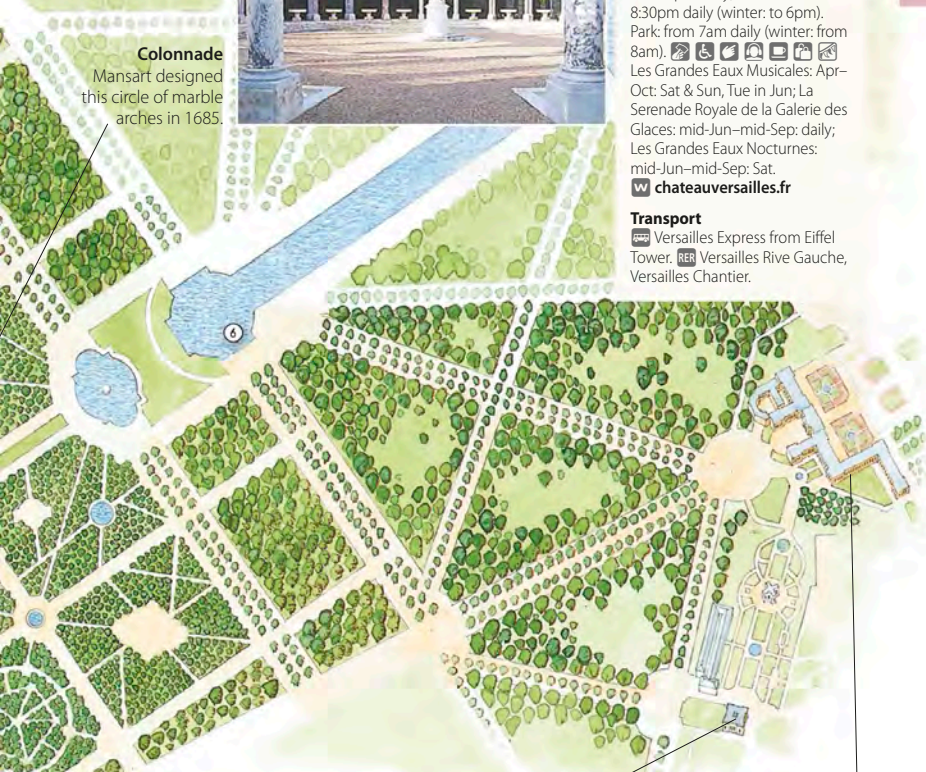 Colonnade
Mansart designed
this circle of marble
arches in 1685.
8:30pm daily (winter: to 6pm).
Park: from 7am daily (winter: from
8am).
Les Grandes Eaux Musicales: Apr–
Oct: Sat & Sun, Tue in Jun; La
Serenade Royale de la Galerie des
Glaces: mid-Jun–mid-Sep: daily;
Les Grandes Eaux Nocturnes:
mid-Jun–mid-Sep: Sat.
W chateauversailles.fr
Transport
Versailles Express from Eiffel
Tower. RER Versailles Rive Gauche,
Versailles Chantier.
6